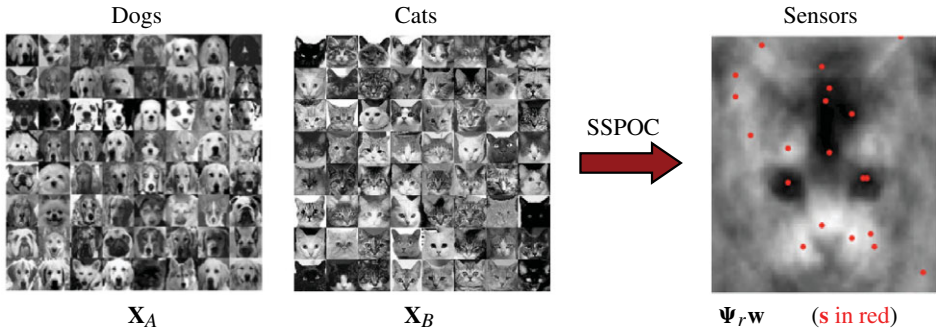 Dogs
Cats
Sensors
SSPOC
X_A
X_B
Ψ_r w
(s in red)